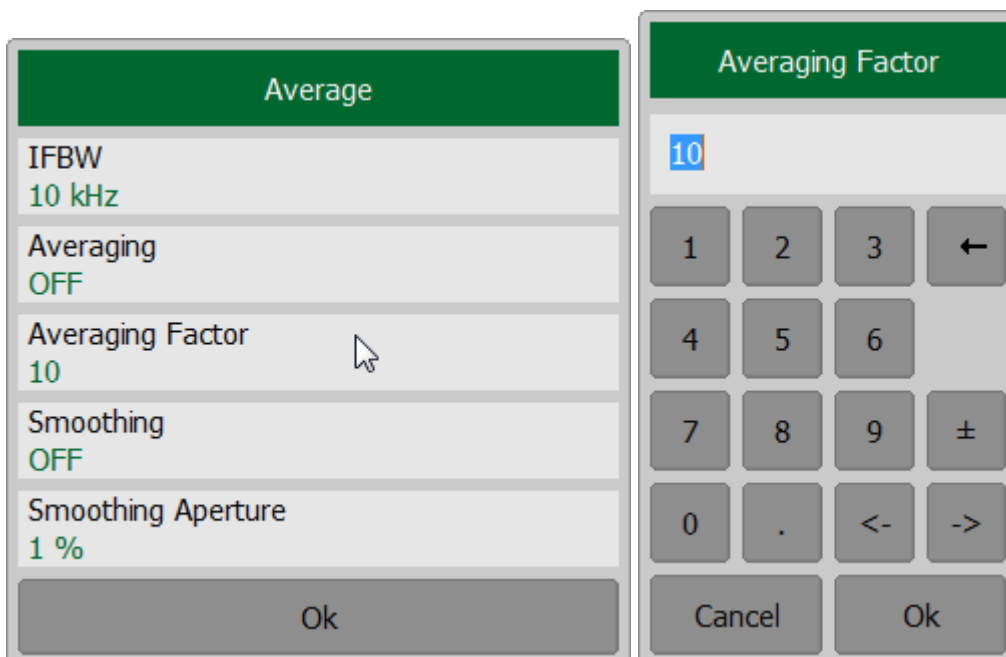 Average
IFBW
10 kHz
Averaging
OFF
Averaging Factor
10
Smoothing
OFF
Smoothing Aperture
1 %
Ok
Averaging Factor
10
1 2 3 ←
4 5 6
7 8 9 ±
0 . <- ->
Cancel Ok